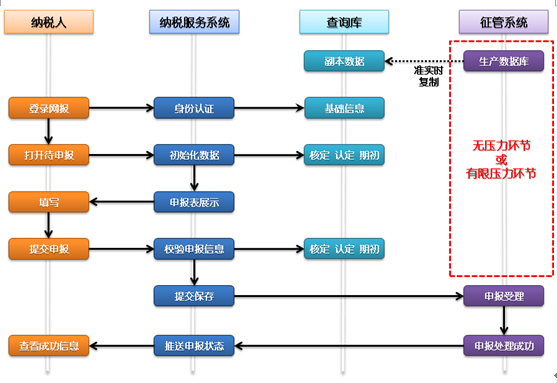 纳税人
纳税服务系统
查询库
征管系统
副本数据
准实时
复制
生产数据库
登录网报
身份认证
基础信息
打开待申报
初始化数据
核定 认定 期初
无压力环节
或
有限压力环节
填写
申报表展示
提交申报
校验申报信息
核定 认定 期初
提交保存
申报受理
查看成功信息
推送申报状态
申报处理成功